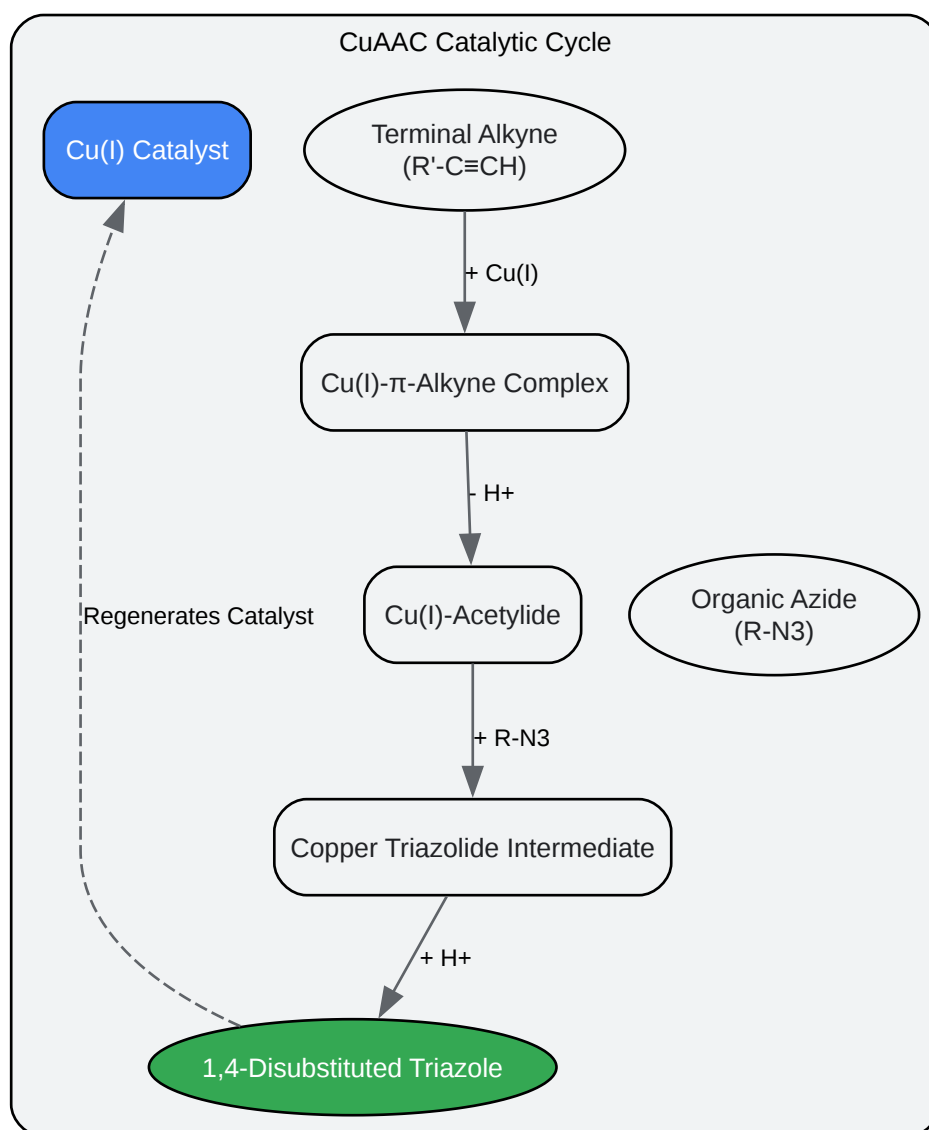 CuAAC Catalytic Cycle
Cu(I) Catalyst
Terminal Alkyne
(R'-C≡CH)
+ Cu(I)
Cu(I)-π-Alkyne Complex
- H+
Cu(I)-Acetylide
Organic Azide
(R-N3)
Regenerates Catalyst
+ R-N3
Copper Triazolide Intermediate
+ H+
1,4-Disubstituted Triazole